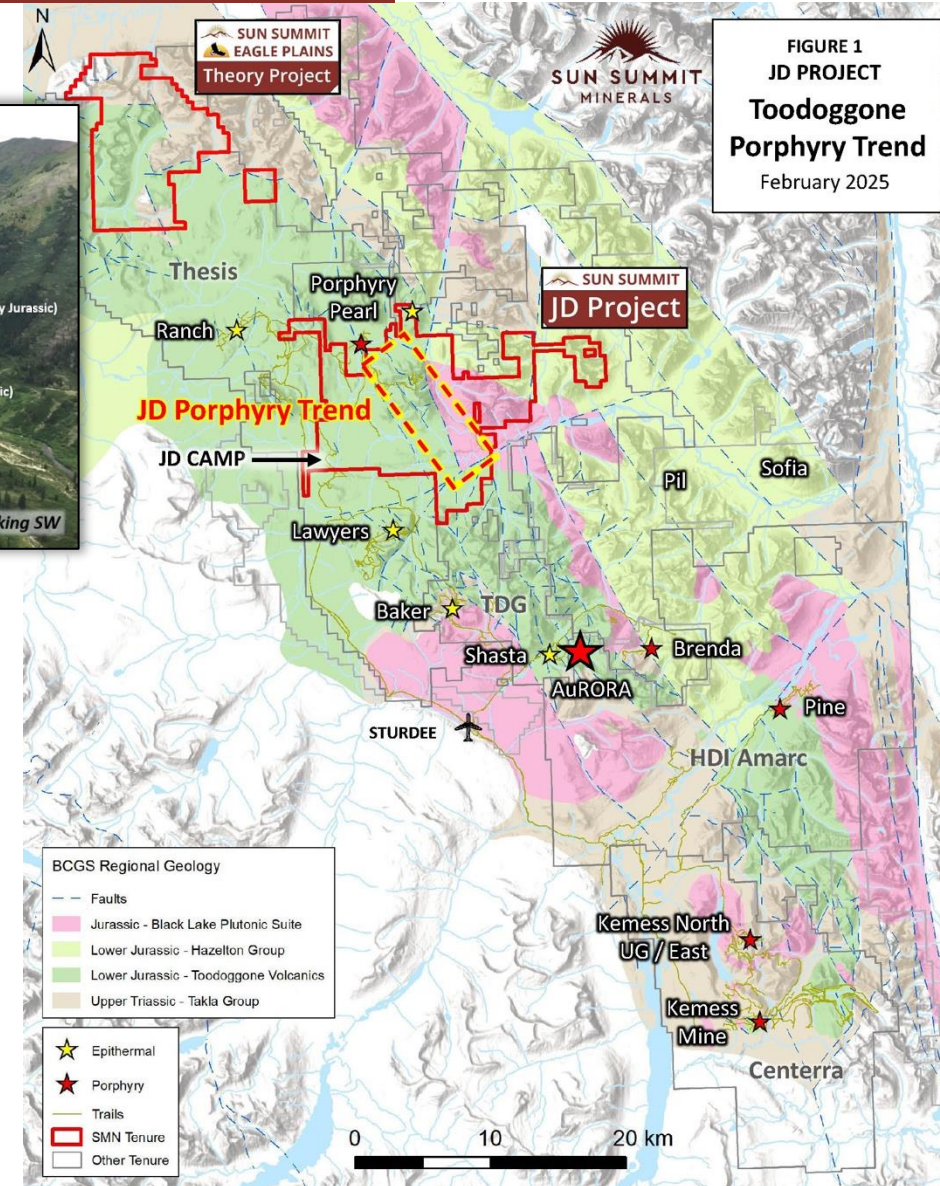 N
SUN SUMMIT
EAGLE PLAINS
Theory Project
SUN SUMMIT
MINERALS
FIGURE 1
JD PROJECT
Toodoggone
Porphyry Trend
February 2025
y Jurassic)
ic)
king SW
Thesis
Porphyry
Pearl
Ranch
SUN SUMMIT
JD Project
JD Porphyry Trend
JD CAMP
Pil
Sofia
Lawyers
Baker
TDG
Shasta
AuRORA
Brenda
Pine
STURDEE
HDI Amarc
BCGS Regional Geology
Faults
Jurassic - Black Lake Plutonic Suite
Lower Jurassic - Hazelton Group
Lower Jurassic - Toodoggone Volcanics
Upper Triassic - Takla Group
Kemess North
UG / East
Kemess
Mine
Centerra
Epithermal
Porphyry
Trails
SMN Tenure
Other Tenure
0 10 20 km